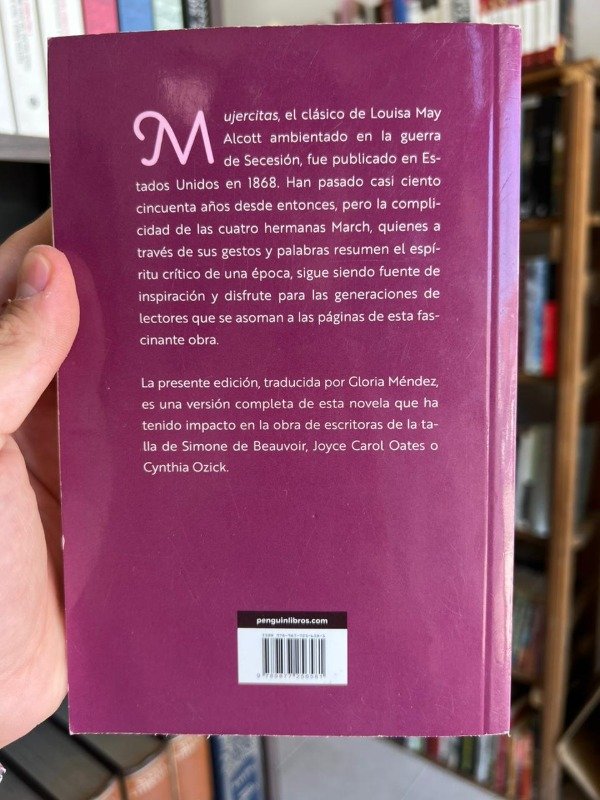 Mujercitas, el clásico de Louisa May
Alcott ambientado en la guerra
de Secesión, fue publicado en Es-
tados Unidos en 1868. Han pasado casi ciento
cincuenta años desde entonces, pero la compli-
cidad de las cuatro hermanas March, quienes a
través de sus gestos y palabras resumen el espí-
ritu crítico de una época, sigue siendo fuente de
inspiración y disfrute para las generaciones de
lectores que se asoman a las páginas de esta fas-
cinante obra.
La presente edición, traducida por Gloria Méndez,
es una versión completa de esta novela que ha
tenido impacto en la obra de escritoras de la ta-
lla de Simone de Beauvoir, Joyce Carol Oates o
Cynthia Ozick.
penguinlibros.com
ISBN